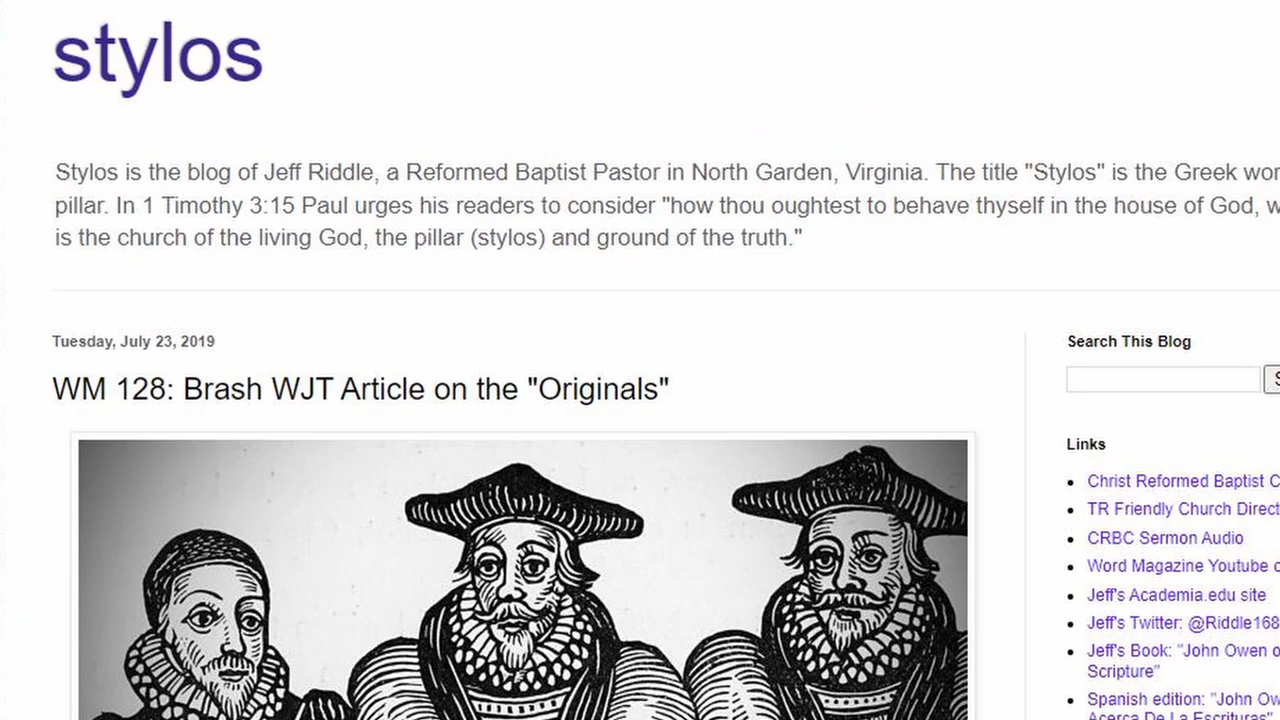 stylos
Stylos is the blog of Jeff Riddle, a Reformed Baptist Pastor in North Garden, Virginia. The title "Stylos" is the Greek
pillar. In 1 Timothy 3:15 Paul urges his readers to consider "how thou oughtest to behave thyself in the house of God,
is the church of the living God, the pillar (stylos) and ground of the truth."
Tuesday, July 23, 2019
WM 128: Brash WJT Article on the "Originals"
Search This Blog
Links
Christ Reformed Baptist
TR Friendly Church
CRBC Sermon Audio
Word Magazine Youtube
Jeff's Academia.edu site
Jeff's Twitter: @Riddle168
Jeff's Book: "John Owen
Scripture"
Spanish edition: "John
Acerca De La Escrituras"